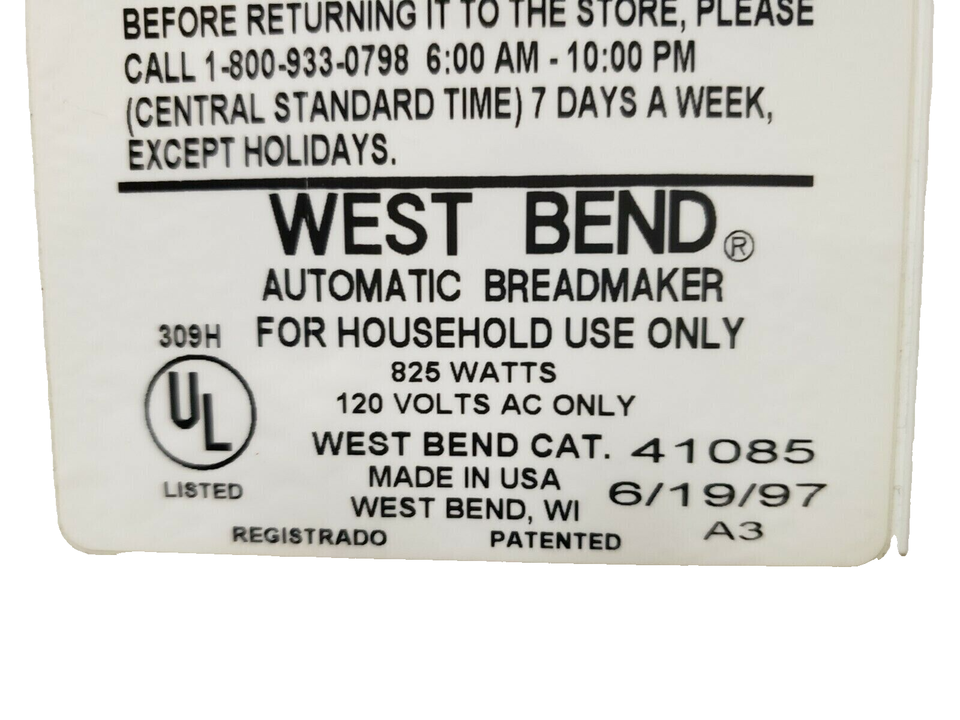 BEFORE RETURNING IT TO THE STORE, PLEASE
CALL 1-800-933-0798 6:00 AM - 10:00 PM
(CENTRAL STANDARD TIME) 7 DAYS A WEEK,
EXCEPT HOLIDAYS.
WEST BEND®
AUTOMATIC BREADMAKER
309H FOR HOUSEHOLD USE ONLY
UL 825 WATTS
120 VOLTS AC ONLY
WEST BEND CAT. 41085
LISTED MADE IN USA
WEST BEND, WI 6/19/97
REGISTRADO PATENTED A3